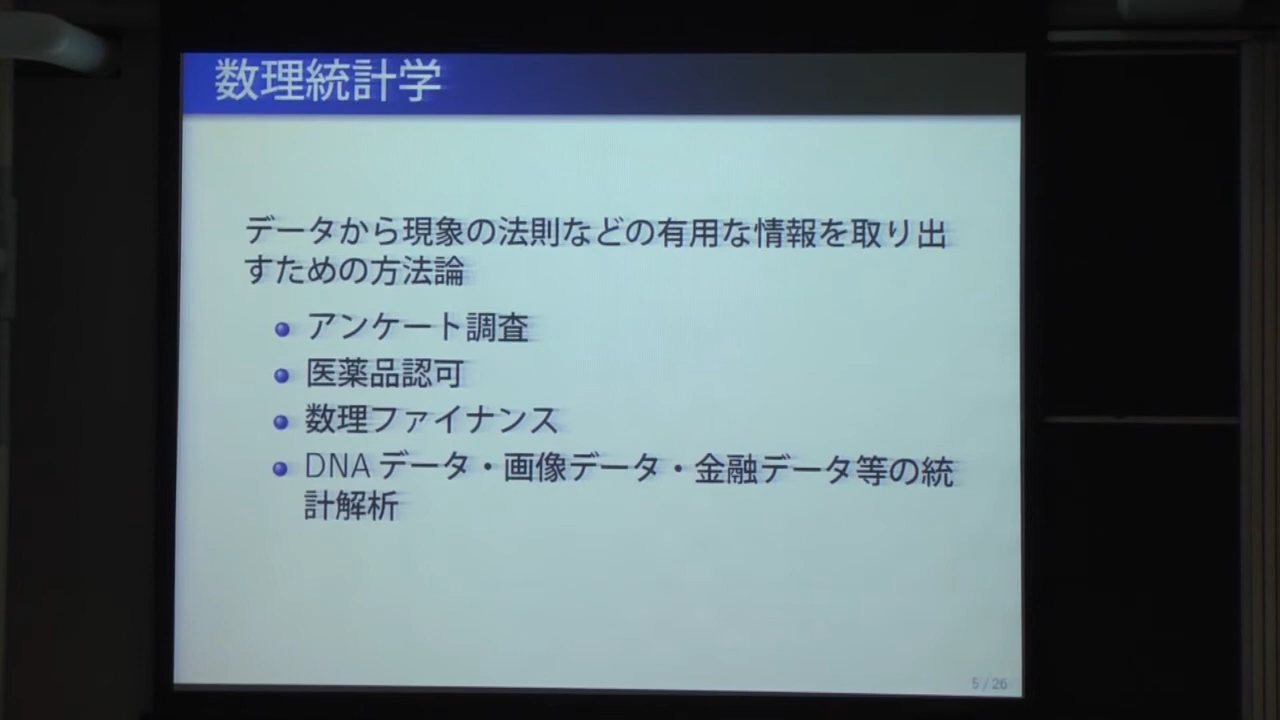 数理統計学
データから現象の法則などの有用な情報を取り出
すための方法論
アンケート調査
医薬品認可
数理ファイナンス
DNA データ・画像データ・金融データ等の統
計解析
5 / 26